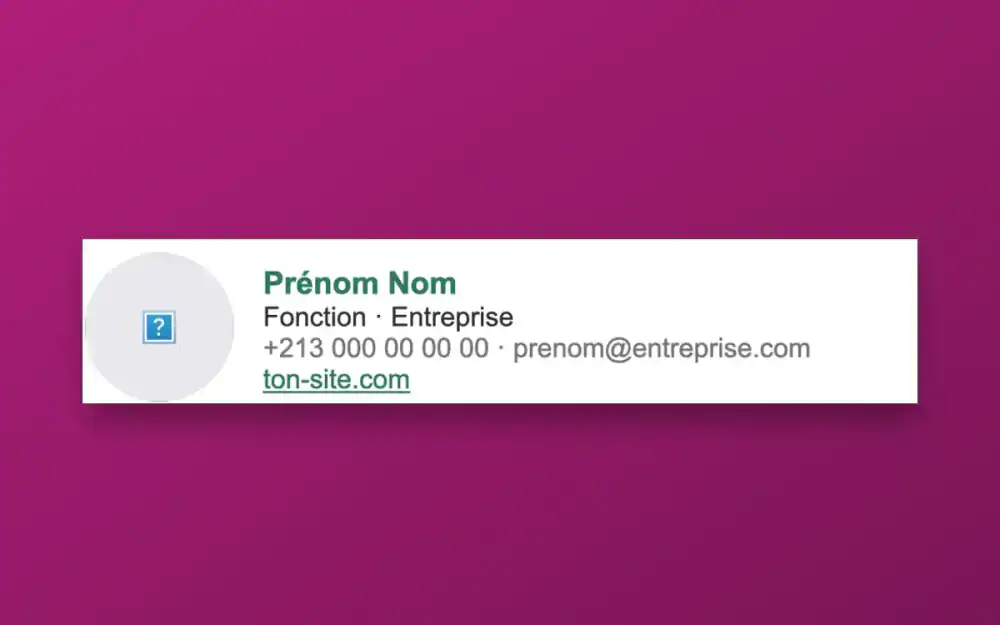 Prénom Nom
Fonction · Entreprise
+213 000 00 00 00 · prenom@entreprise.com
ton-site.com